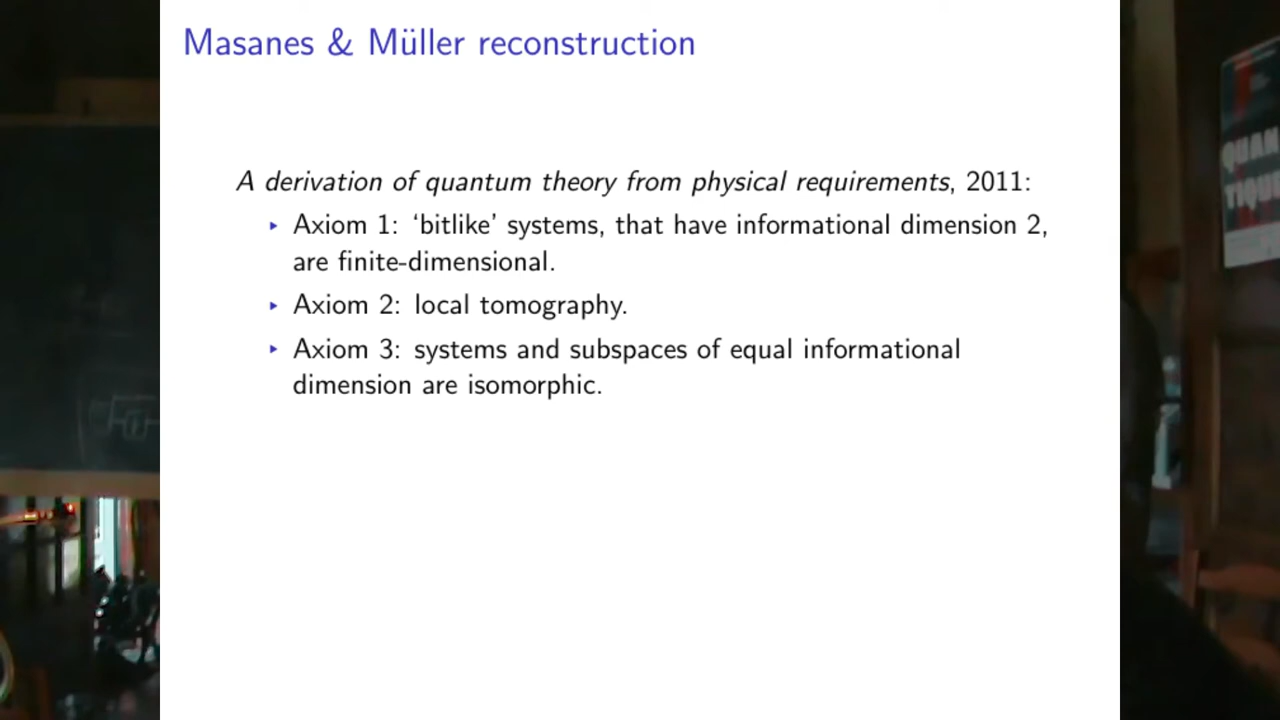 Masanes & Müller reconstruction
A derivation of quantum theory from physical requirements, 2011:
▸ Axiom 1: ‘bitlike’ systems, that have informational dimension 2,
are finite-dimensional.
▸ Axiom 2: local tomography.
▸ Axiom 3: systems and subspaces of equal informational
dimension are isomorphic.
QUAN
TIQUE